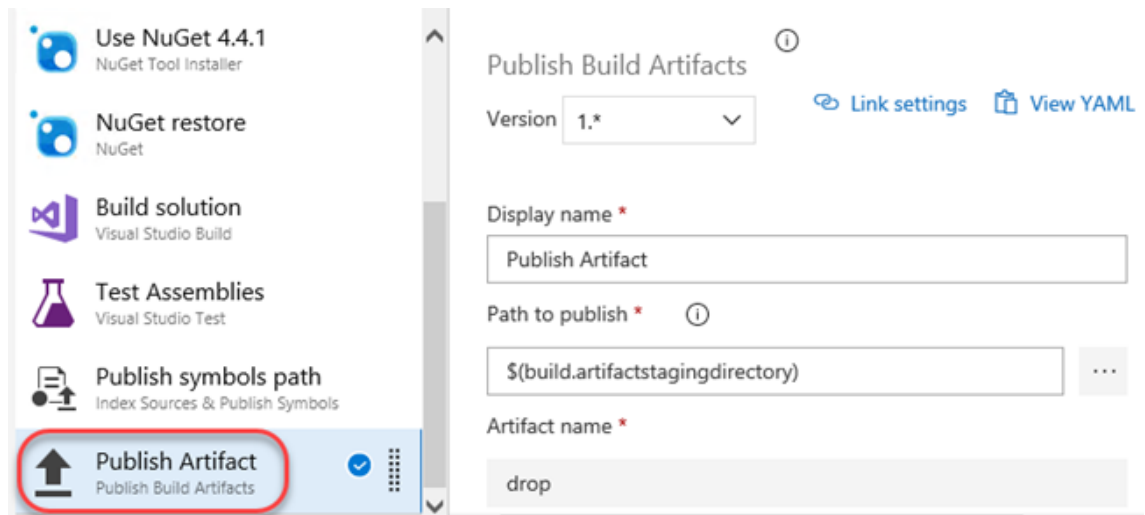 Use NuGet 4.4.1
NuGet Tool Installer
NuGet restore
NuGet
Build solution
Visual Studio Build
Test Assemblies
Visual Studio Test
Publish symbols path
Index Sources & Publish Symbols
Publish Artifact
Publish Build Artifacts
Publish Build Artifacts
Link settings
View YAML
Version 1.*
Display name *
Publish Artifact
Path to publish *
$(build.artifactstagingdirectory)
...
Artifact name *
drop